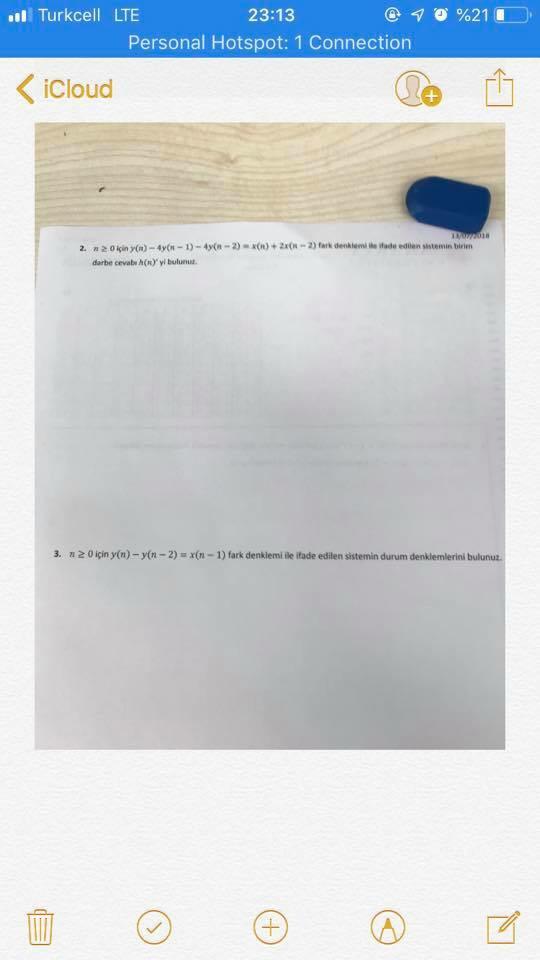 Turkcell LTE 23:13 %21
Personal Hotspot: 1 Connection
iCloud
13/07/2018
2. n ≥ 0 için y(n) − 4y(n − 1) − 4y(n − 2) = x(n) + 2x(n − 2) fark denklemi ile ifade edilen sistemin birim
darbe cevabı h(n)' yi bulunuz.
3. n ≥ 0 için y(n) − y(n − 2) = x(n − 1) fark denklemi ile ifade edilen sistemin durum denklemlerini bulunuz.